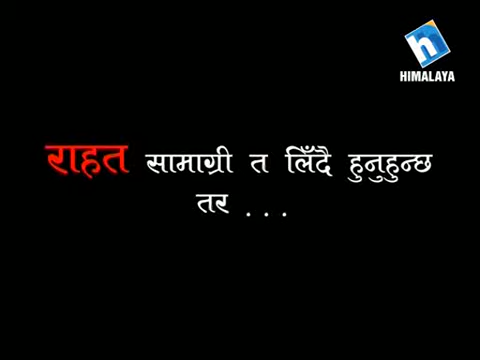 HIMALAYA
राहत सामाग्री त लिँदै हुनुहुन्छ
तर . . .